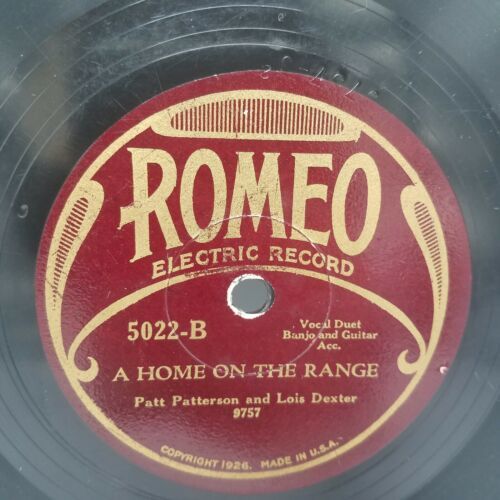 ROMEO
ELECTRIC RECORD
5022-B
Vocal Duet
Banjo and Guitar
Acc.
A HOME ON THE RANGE
Patt Patterson and Lois Dexter
9757
COPYRIGHT 1926. MADE IN U.S.A.